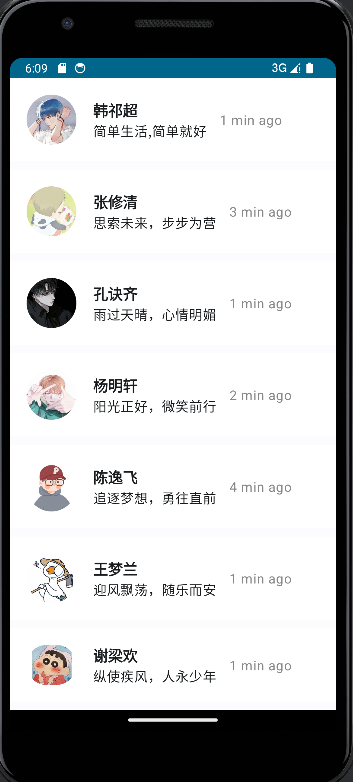 6:09 3G
韩祁超
简单生活,简单就好 1 min ago
张修清
思索未来，步步为营 3 min ago
孔诀齐
雨过天晴，心情明媚 1 min ago
杨明轩
阳光正好，微笑前行 2 min ago
陈逸飞
追逐梦想，勇往直前 4 min ago
王梦兰
迎风飘荡，随乐而安 1 min ago
谢梁欢
纵使疾风，人永少年 1 min ago